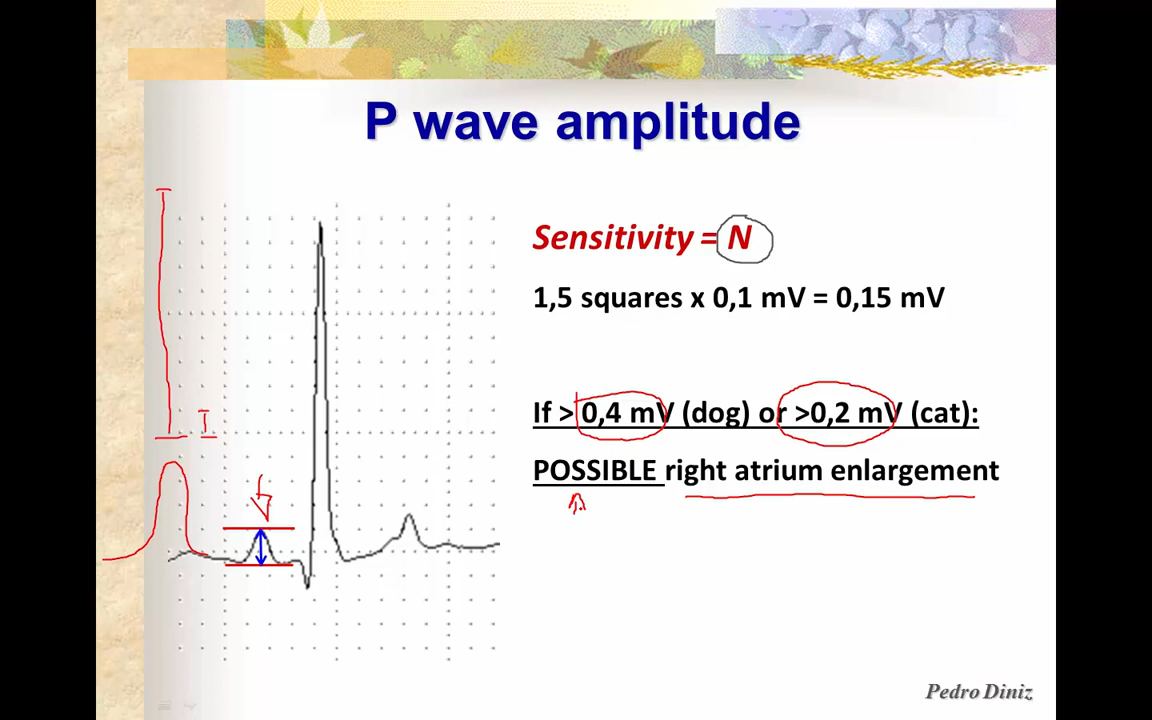 P wave amplitude
Sensitivity = N
1,5 squares x 0,1 mV = 0,15 mV
If > 0,4 mV (dog) or >0,2 mV (cat):
POSSIBLE right atrium enlargement
Pedro Diniz